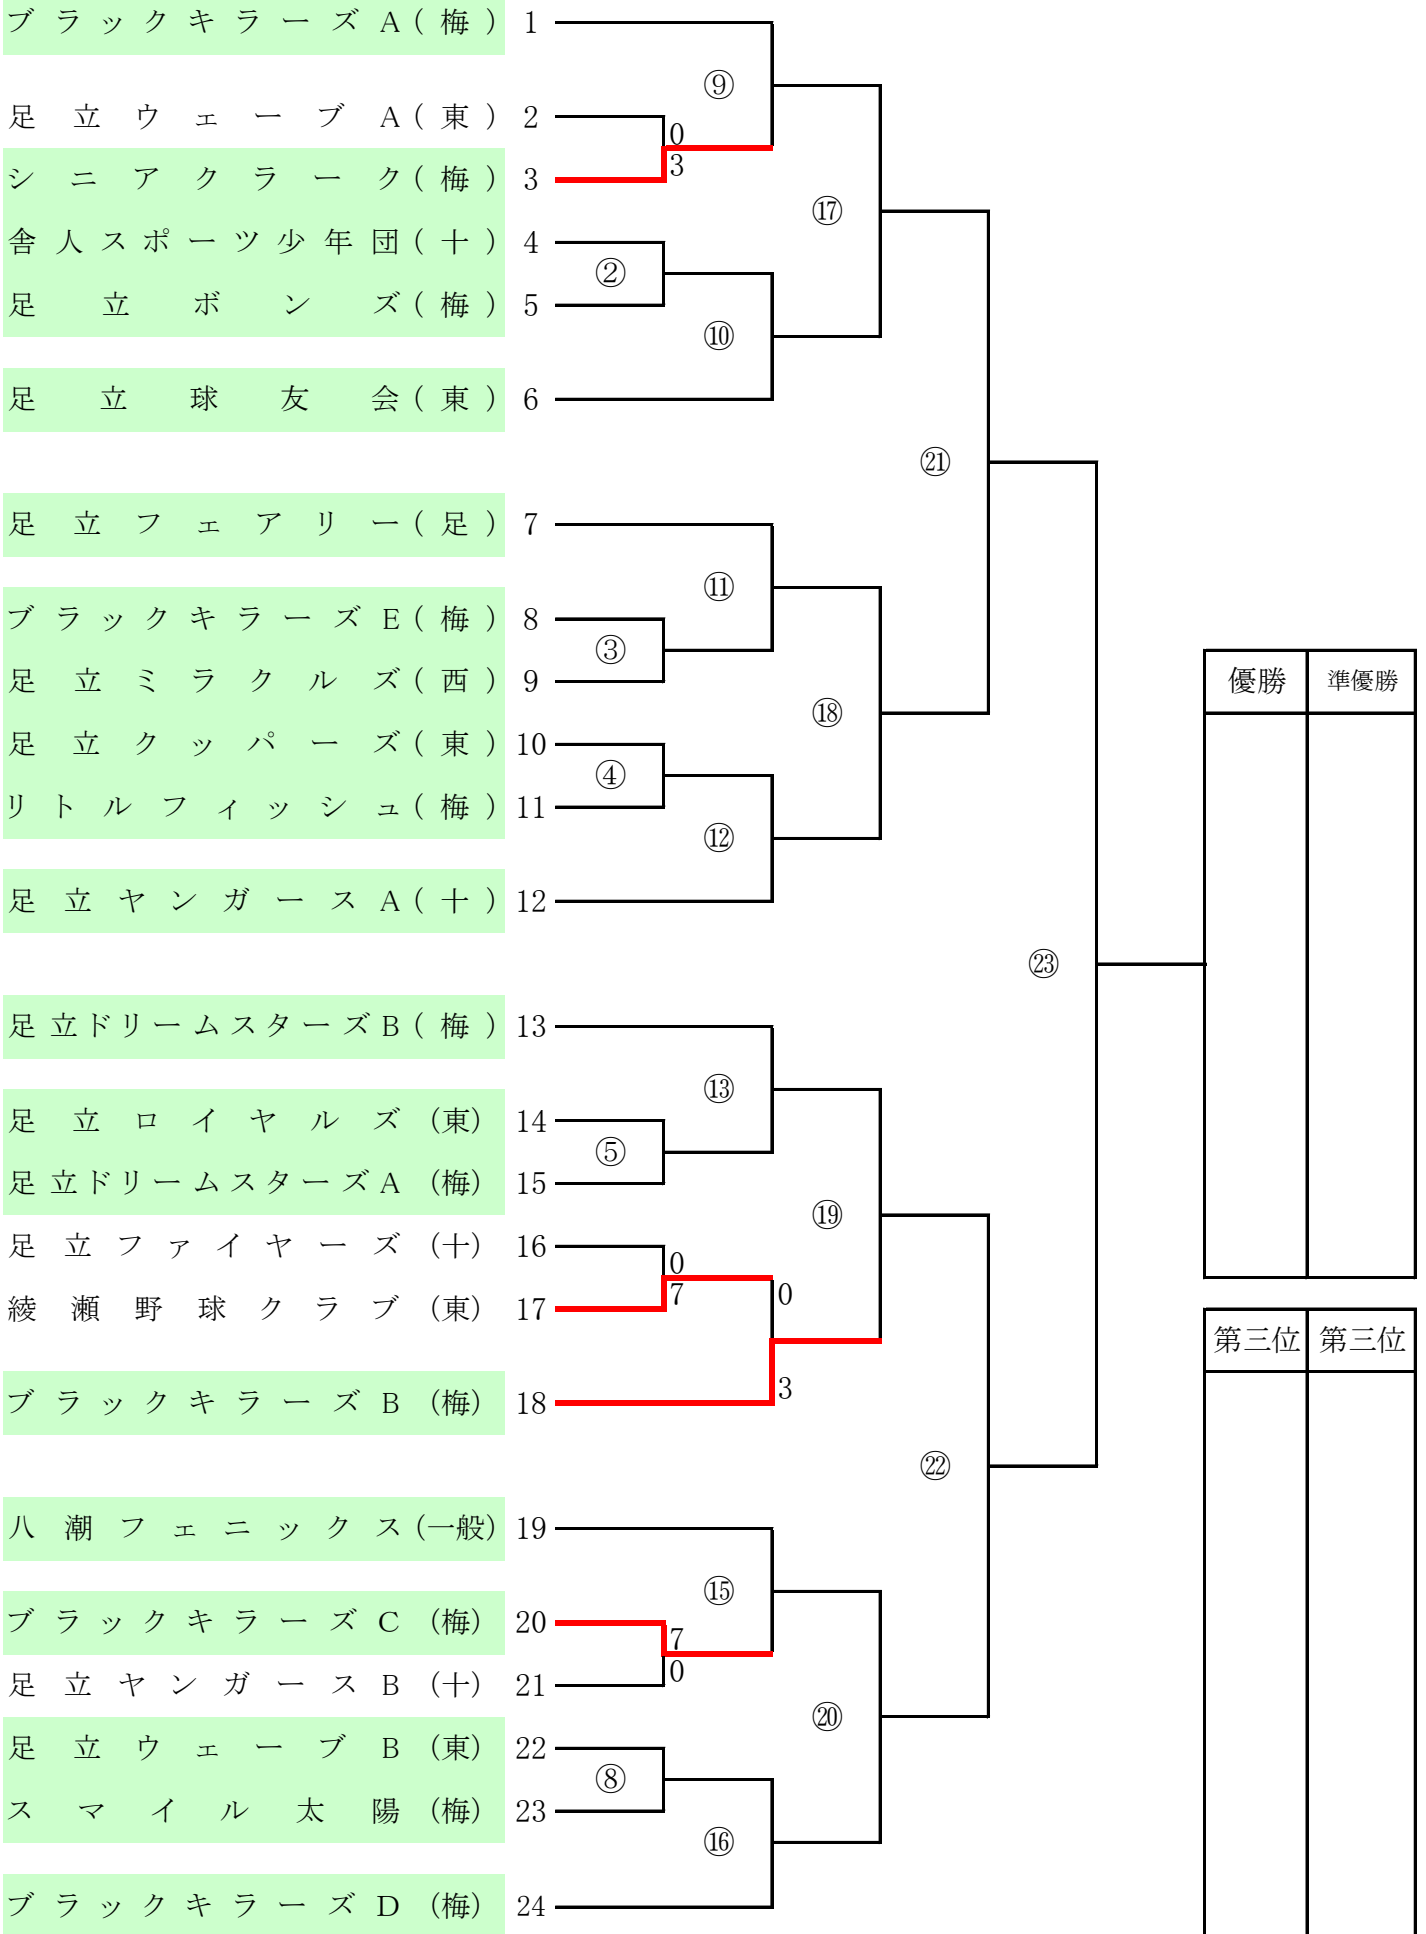 ブラックキラーズA(梅) 1
⑨
足立ウェーブA(東) 2
0
3
シニアクラーク(梅) 3
⑰
舎人スポーツ少年団(十) 4
②
足立ボンズ(梅) 5
⑩
足立球友会(東) 6
㉑
足立フェアリー(足) 7
⑪
ブラックキラーズE(梅) 8
③
足立ミラクルズ(西) 9
優勝 準優勝
⑱
足立クッパーズ(東) 10
④
リトルフィッシュ(梅) 11
⑫
足立ヤンガースA(十) 12
㉓
足立ドリームスターズB(梅) 13
⑬
足立ロイヤルズ(東) 14
⑤
足立ドリームスターズA(梅) 15
⑲
足立ファイヤーズ(十) 16
0
7 0
綾瀬野球クラブ(東) 17
第三位 第三位
3
ブラックキラーズB(梅) 18
㉒
八潮フェニックス(一般) 19
⑮
ブラックキラーズC(梅) 20
7
0
足立ヤンガースB(十) 21
⑳
足立ウェーブB(東) 22
⑧
スマイル太陽(梅) 23
⑯
ブラックキラーズD(梅) 24